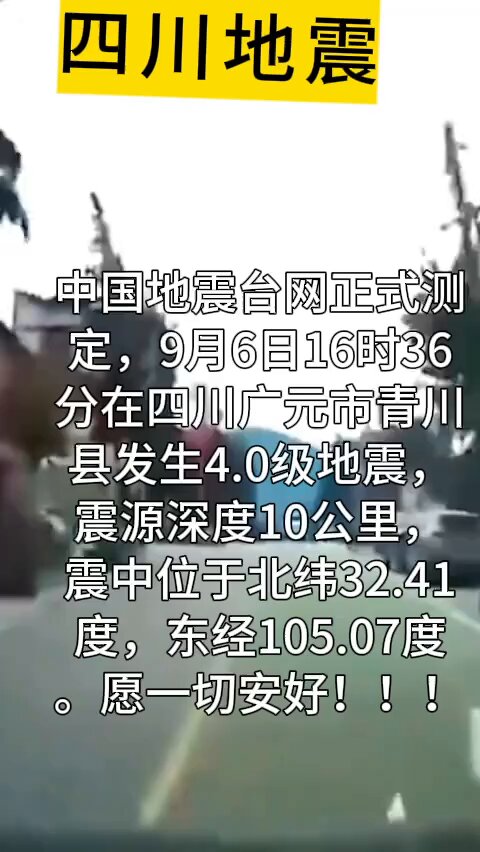 四川地震
中国地震台网正式测
定，9月6日16时36
分在四川广元市青川
县发生4.0级地震，
震源深度10公里，
震中位于北纬32.41
度，东经105.07度
。愿一切安好！！！